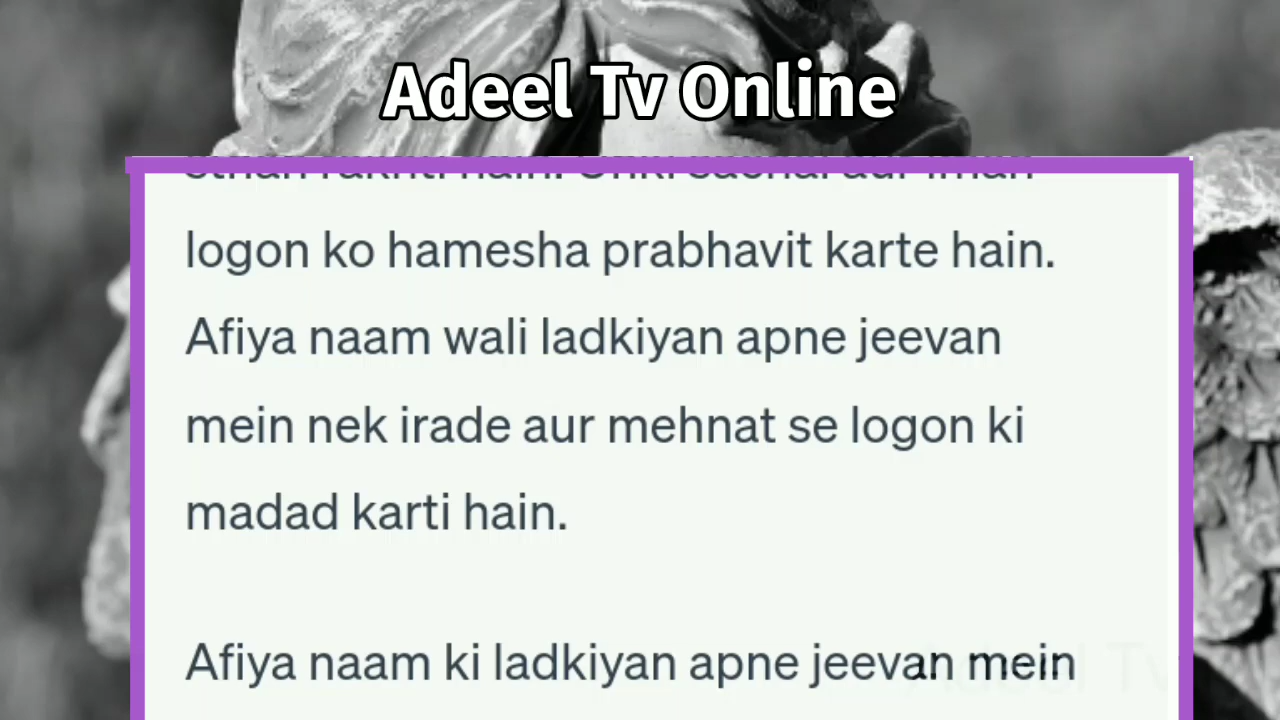 Adeel Tv Online
logon ko hamesha prabhavit karte hain.
Afiya naam wali ladkiyan apne jeevan
mein nek irade aur mehnat se logon ki
madad karti hain.
Afiya naam ki ladkiyan apne jeevan mein